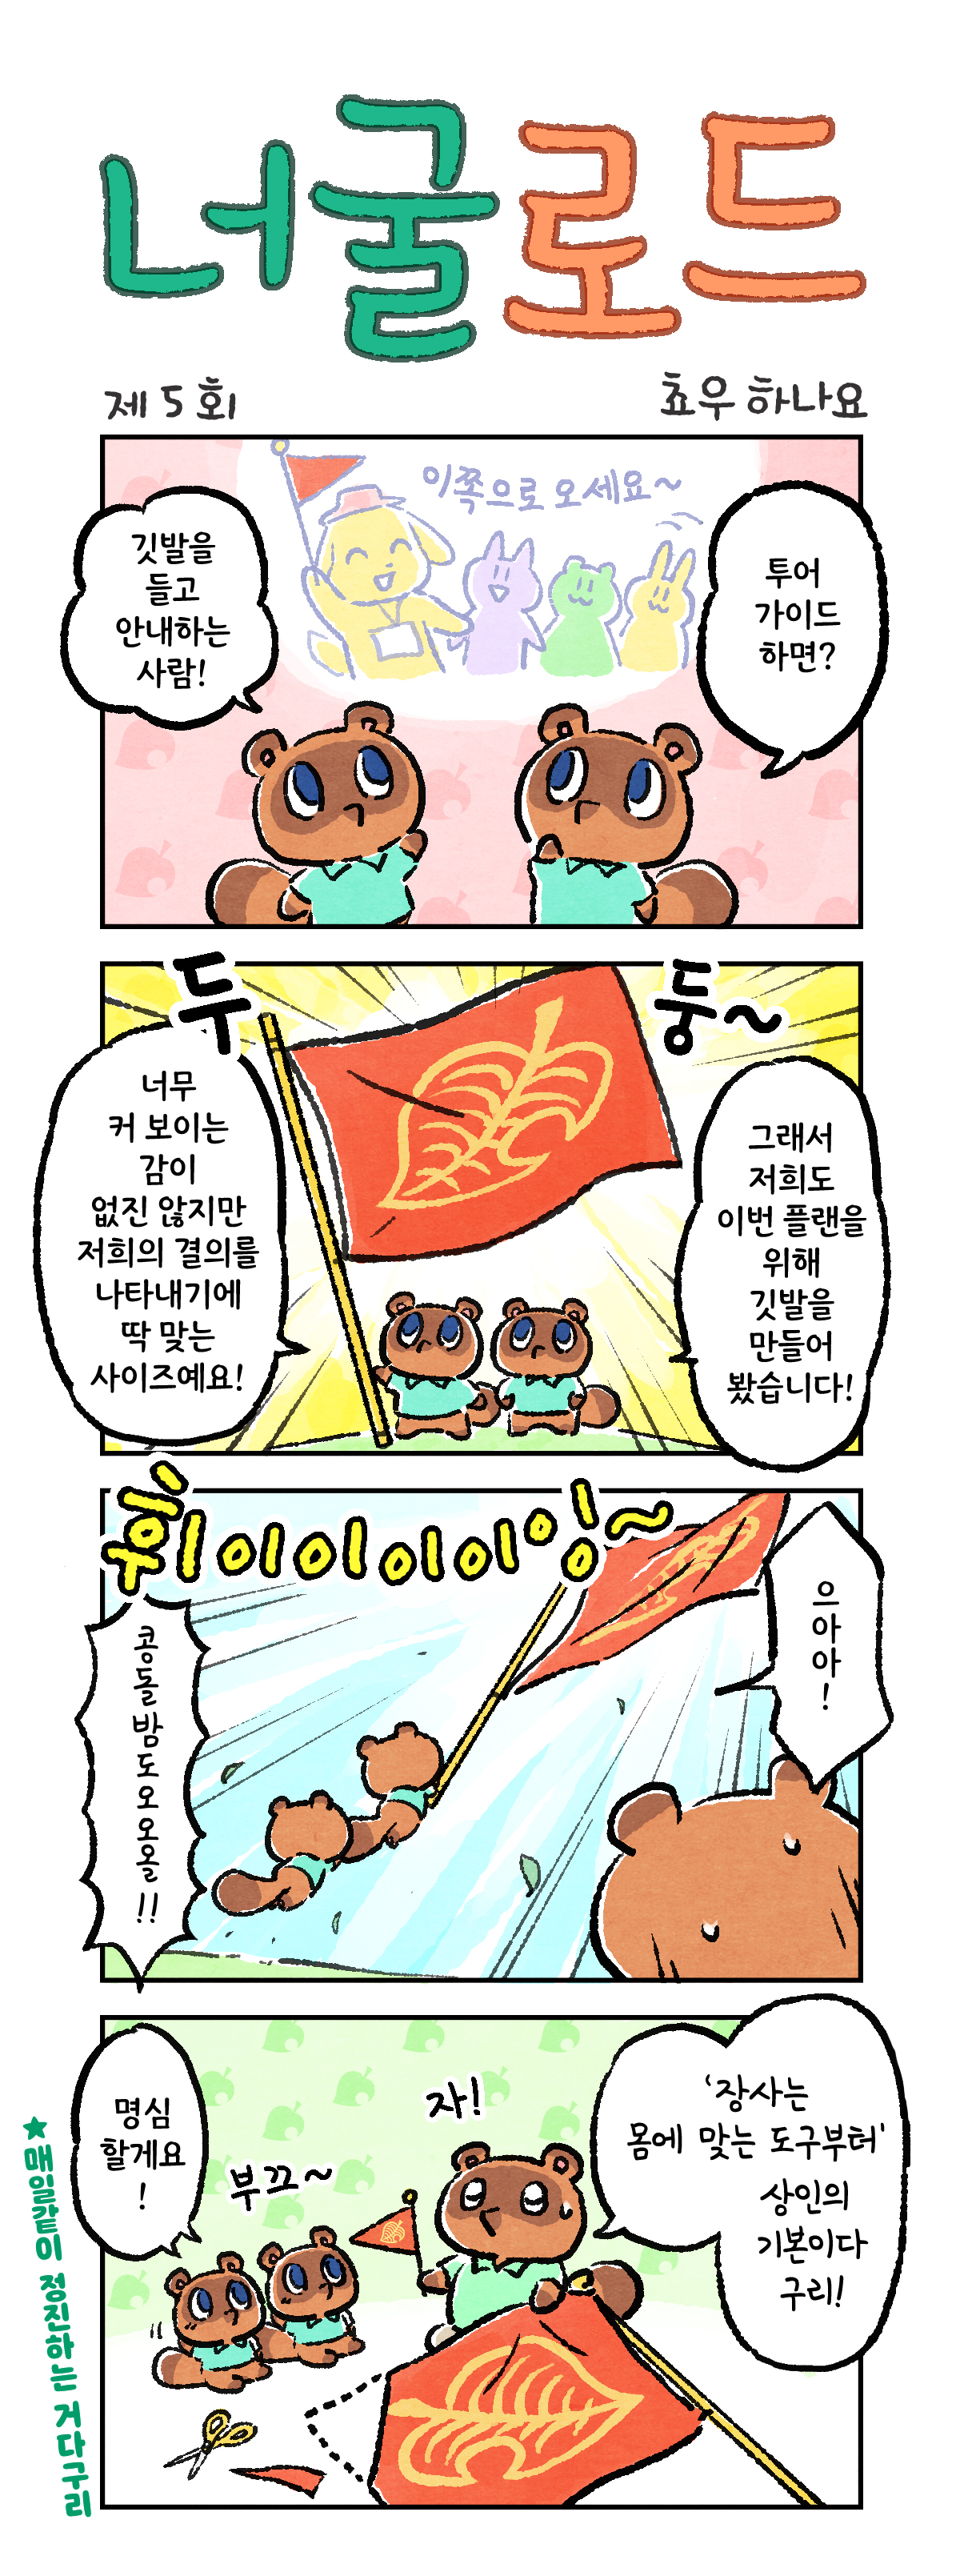 너굴로드
제 5 회
쵸우 하나요
이쪽으로 오세요~
투어
가이드
하면?
깃발을
들고
안내하는
사람!
두
둥~
그래서
저희도
이번 플랜을
위해
깃발을
만들어
봤습니다!
너무
커 보이는
감이
없진 않지만
저희의 결의를
나타내기에
딱 맞는
사이즈예요!
휘이이이이이잉~
으아아!
콩돌밤도오오올!!
'장사는
몸에 맞는 도구부터'
상인의
기본이다
구리!
자!
부끄~
명심
할게요
!
★매일같이 정진하는 거다구리